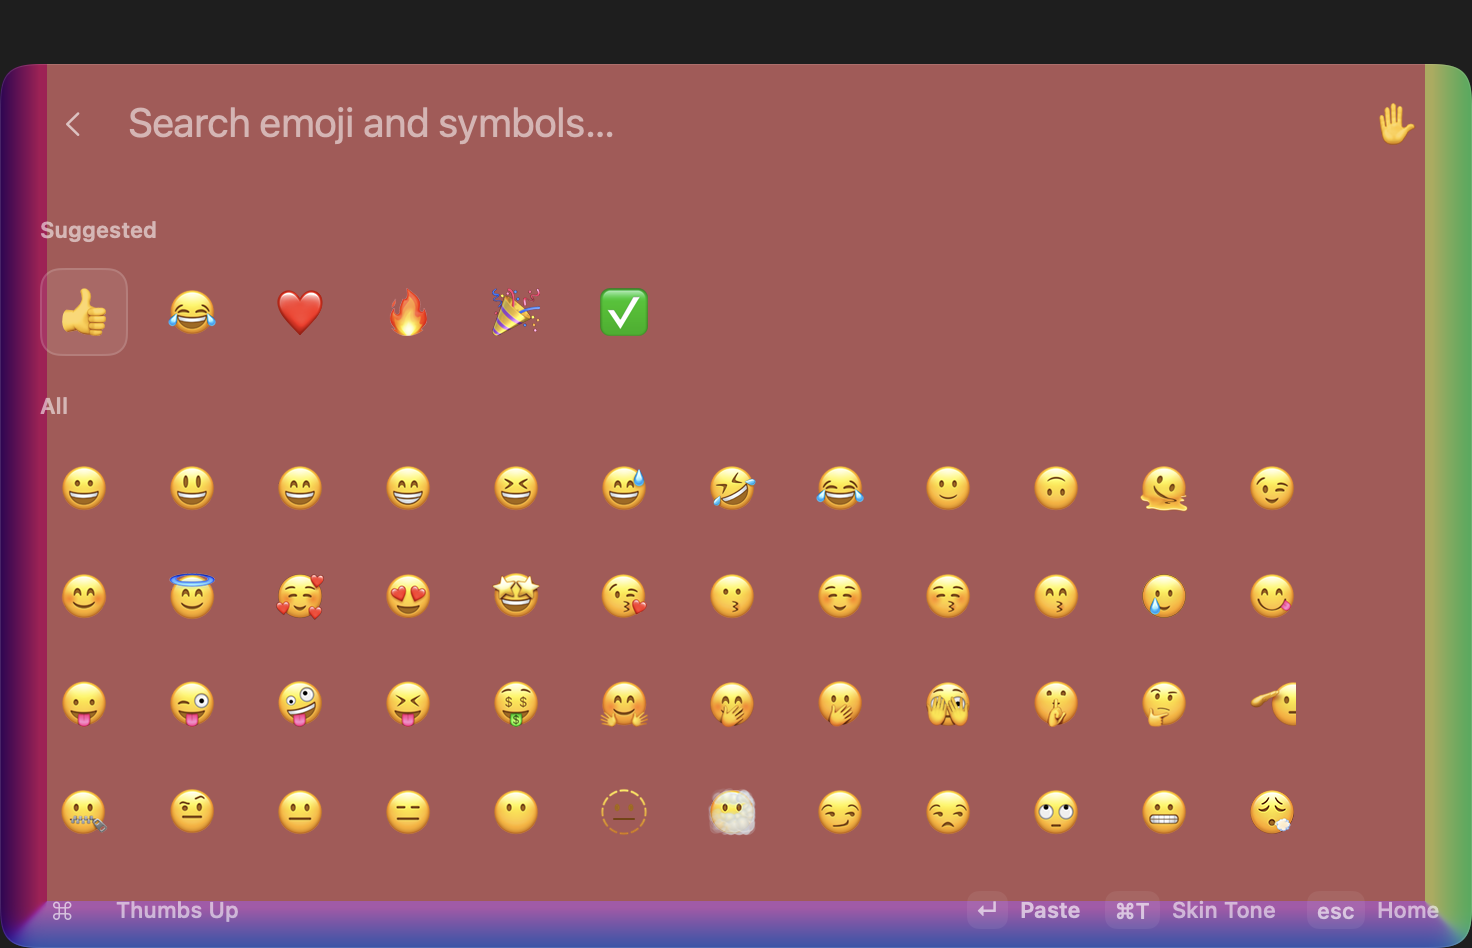 Search emoji and symbols...
Suggested
All
⌘ Thumbs Up ↵ Paste ⌘T Skin Tone esc Home